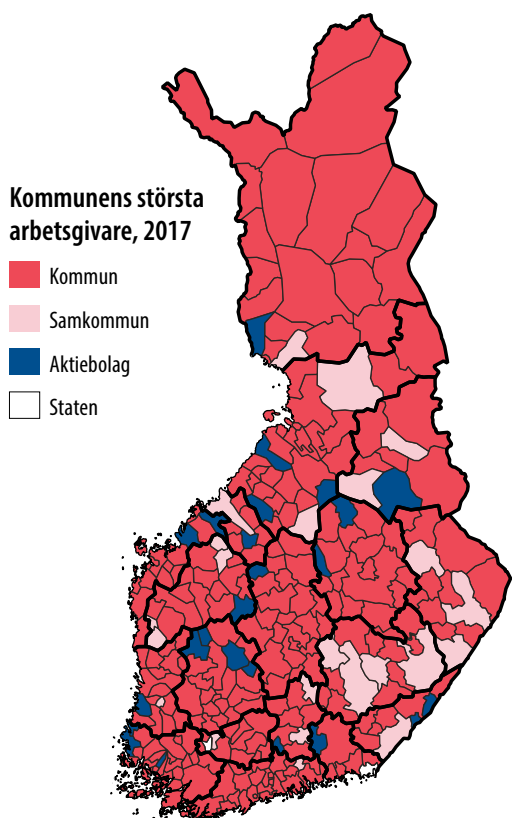 Kommunens största
arbetsgivare, 2017
Kommun
Samkommun
Aktiebolag
Staten